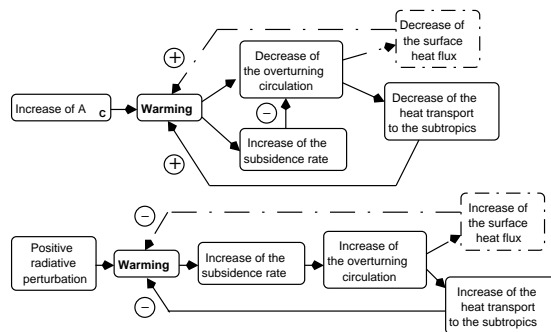 Decrease of
the surface
heat flux
+
Decrease of
the overturning
circulation
Increase of A C
Warming
−
Decrease of the
heat transport
to the subtropics
Increase of the
subsidence rate
+
Increase of
the surface
heat flux
−
Positive
radiative
perturbation
Warming
Increase of the
subsidence rate
Increase of
the overturning
circulation
−
Increase of the
heat transport
to the subtropics